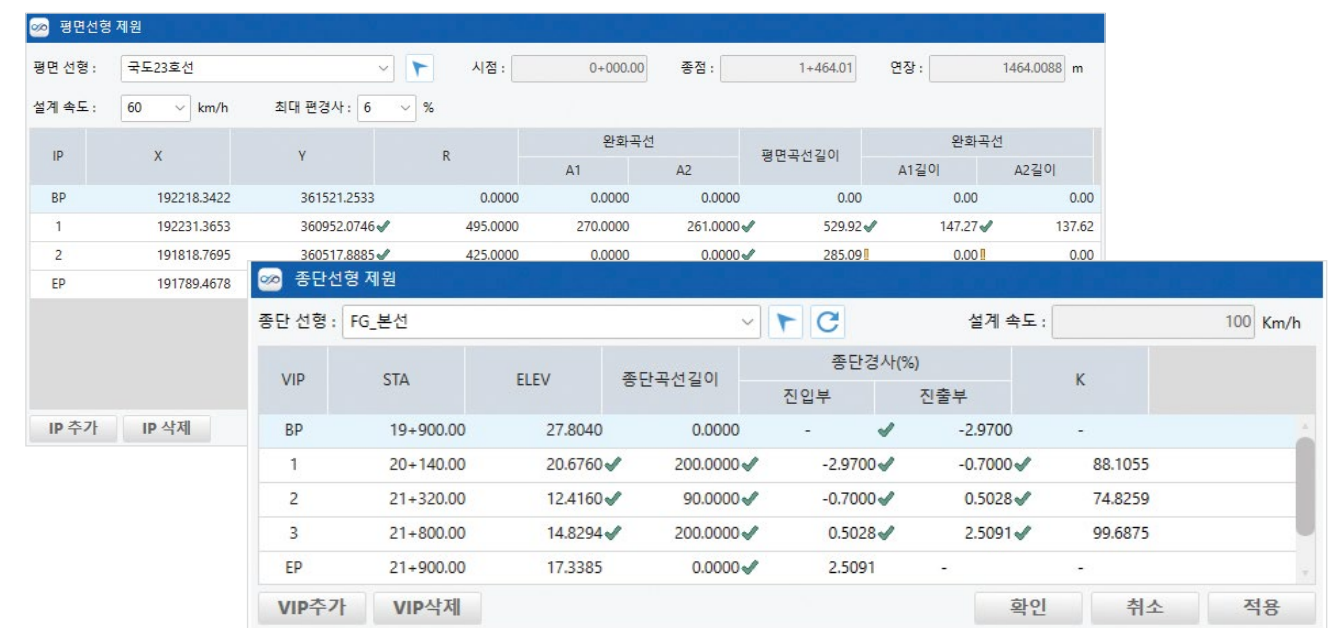 평면선형 제원
평면 선형 : 국도23호선 시점 : 0+000.00 종점 : 1+464.01 연장 : 1464.0088 m
설계 속도 : 60 km/h 최대 편경사 : 6 %
IP X Y R 완화곡선 평면곡선길이 완화곡선
A1 A2 A1길이 A2길이
BP 192218.3422 361521.2533 0.0000 0.0000 0.0000 0.00 0.00 0.00
1 192231.3653 360952.0746 495.0000 270.0000 261.0000 529.92 147.27 137.62
2 191818.7695 360517.8885 425.0000 0.0000 0.0000 285.09 0.00 0.00
EP 191789.4678
IP 추가 IP 삭제
종단선형 제원
종단 선형 : FG_본선 설계 속도 : 100 Km/h
VIP STA ELEV 종단곡선길이 종단경사(%) K
진입부 진출부
BP 19+900.00 27.8040 0.0000 - -2.9700 -
1 20+140.00 20.6760 200.0000 -2.9700 -0.7000 88.1055
2 21+320.00 12.4160 90.0000 -0.7000 0.5028 74.8259
3 21+800.00 14.8294 200.0000 0.5028 2.5091 99.6875
EP 21+900.00 17.3385 0.0000 2.5091 - -
VIP추가 VIP삭제 확인 취소 적용